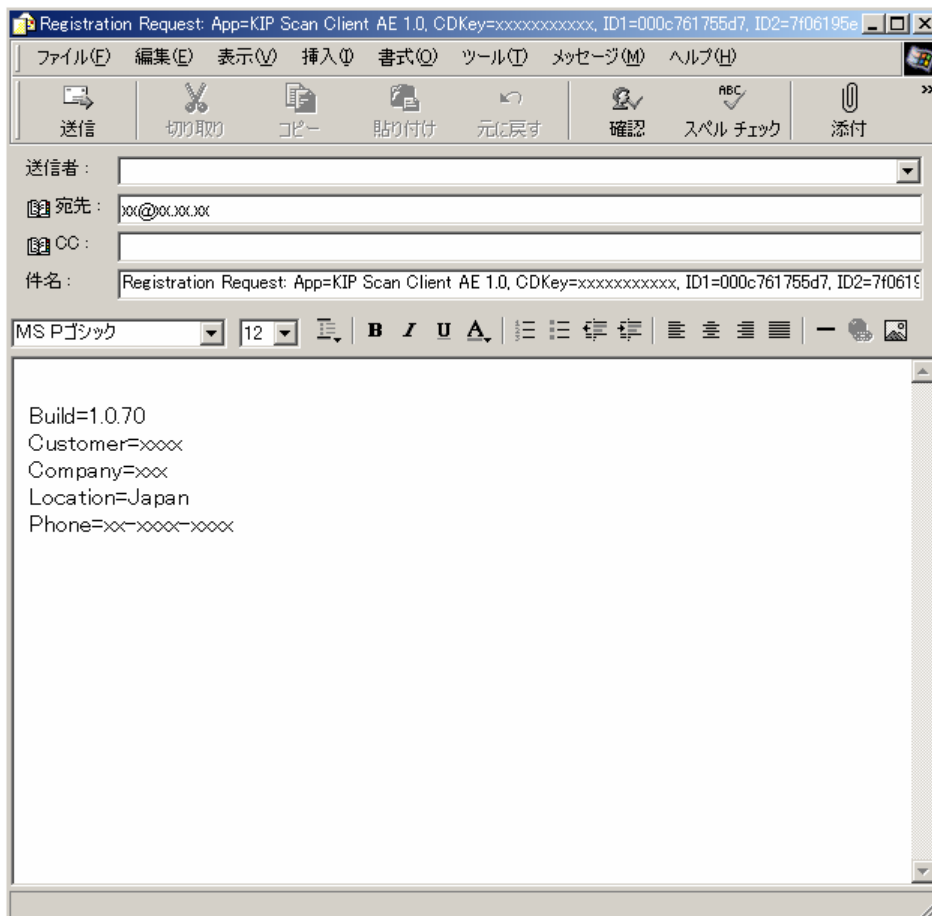 Registration Request: App=KIP Scan Client AE 1.0, CDKey=xxxxxxxxxxx, ID1=000c761755d7, ID2=7f06195e
ファイル(F) 編集(E) 表示(V) 挿入(I) 書式(O) ツール(T) メッセージ(M) ヘルプ(H)
送信 切り取り コピー 貼り付け 元に戻す 確認 ABC スペル チェック 添付 »
送信者:
宛先: xx@xx.xx.xx
CC:
件名: Registration Request: App=KIP Scan Client AE 1.0, CDKey=xxxxxxxxxxx, ID1=000c761755d7, ID2=7f0619
MS Pゴシック 12 B I U A
Build=1.0.70
Customer=xxxx
Company=xxx
Location=Japan
Phone=xx-xxxx-xxxx